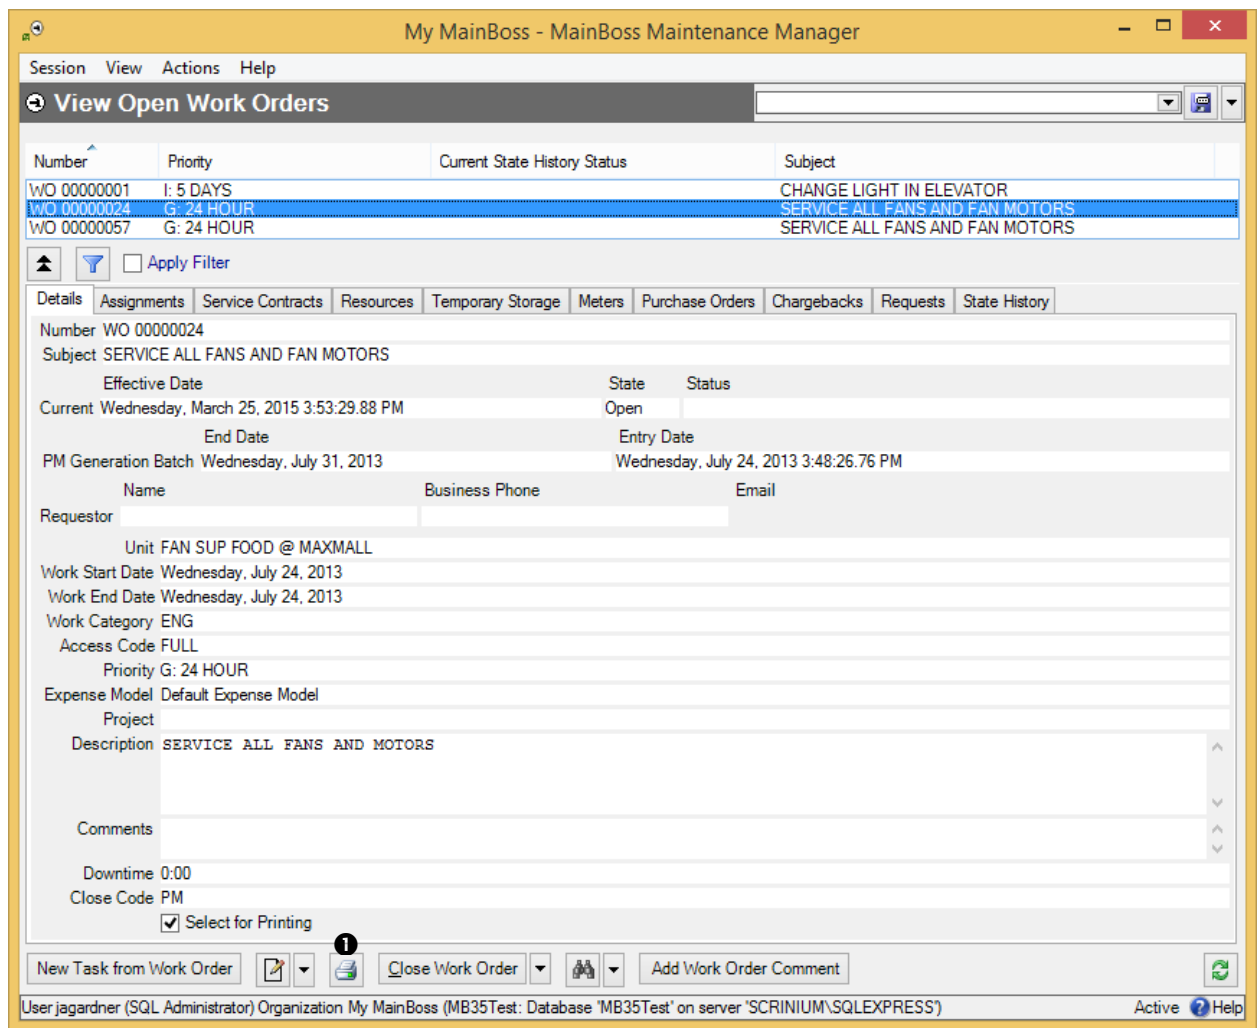 My MainBoss - MainBoss Maintenance Manager
Session View Actions Help
View Open Work Orders
Number Priority Current State History Status Subject
WO 00000001 I: 5 DAYS CHANGE LIGHT IN ELEVATOR
WO 00000024 G: 24 HOUR SERVICE ALL FANS AND FAN MOTORS
WO 00000057 G: 24 HOUR SERVICE ALL FANS AND FAN MOTORS
Apply Filter
Details Assignments Service Contracts Resources Temporary Storage Meters Purchase Orders Chargebacks Requests State History
Number WO 00000024
Subject SERVICE ALL FANS AND FAN MOTORS
Effective Date State Status
Current Wednesday, March 25, 2015 3:53:29.88 PM Open
End Date Entry Date
PM Generation Batch Wednesday, July 31, 2013 Wednesday, July 24, 2013 3:48:26.76 PM
Name Business Phone Email
Requestor
Unit FAN SUP FOOD @ MAXMALL
Work Start Date Wednesday, July 24, 2013
Work End Date Wednesday, July 24, 2013
Work Category ENG
Access Code FULL
Priority G: 24 HOUR
Expense Model Default Expense Model
Project
Description SERVICE ALL FANS AND MOTORS
Comments
Downtime 0:00
Close Code PM
Select for Printing
1
New Task from Work Order Close Work Order Add Work Order Comment
User jagardner (SQL Administrator) Organization My MainBoss (MB35Test: Database 'MB35Test' on server 'SCRINIUM\SQLEXPRESS') Active Help